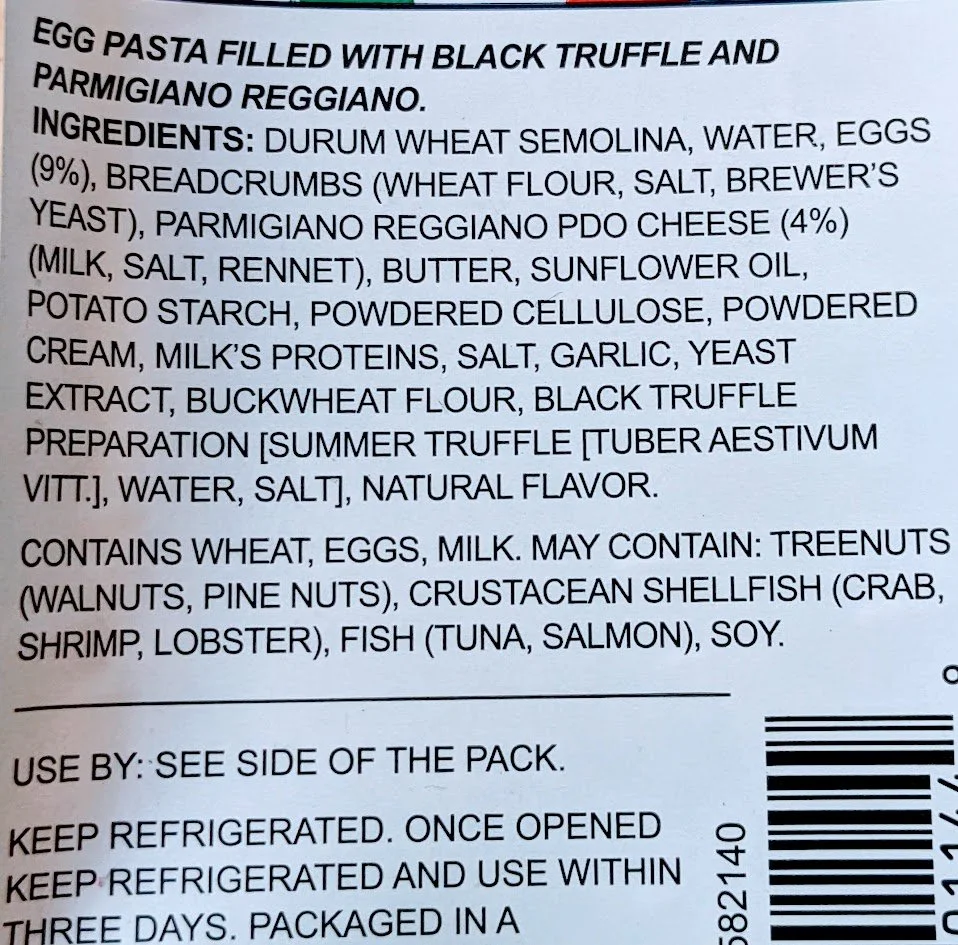 EGG PASTA FILLED WITH BLACK TRUFFLE AND
PARMIGIANO REGGIANO.
INGREDIENTS: DURUM WHEAT SEMOLINA, WATER, EGGS
(9%), BREADCRUMBS (WHEAT FLOUR, SALT, BREWER'S
YEAST), PARMIGIANO REGGIANO PDO CHEESE (4%)
(MILK, SALT, RENNET), BUTTER, SUNFLOWER OIL,
POTATO STARCH, POWDERED CELLULOSE, POWDERED
CREAM, MILK'S PROTEINS, SALT, GARLIC, YEAST
EXTRACT, BUCKWHEAT FLOUR, BLACK TRUFFLE
PREPARATION [SUMMER TRUFFLE [TUBER AESTIVUM
VITT.], WATER, SALT], NATURAL FLAVOR.
CONTAINS WHEAT, EGGS, MILK. MAY CONTAIN: TREENUTS
(WALNUTS, PINE NUTS), CRUSTACEAN SHELLFISH (CRAB,
SHRIMP, LOBSTER), FISH (TUNA, SALMON), SOY.
USE BY: SEE SIDE OF THE PACK.
KEEP REFRIGERATED. ONCE OPENED
KEEP REFRIGERATED AND USE WITHIN
THREE DAYS. PACKAGED IN A
582140